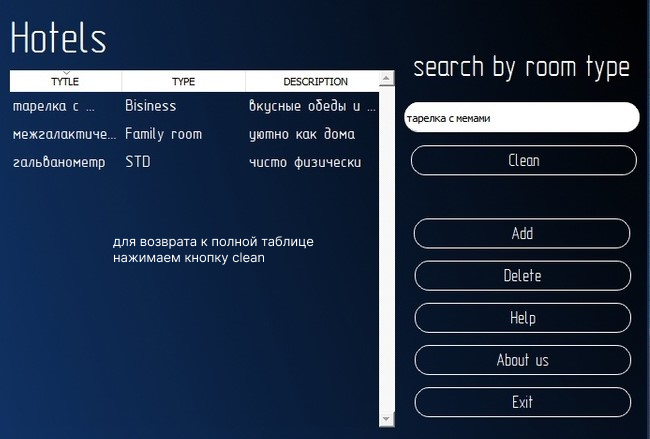 Hotels
search by room type
TYTLE TYPE DESCRIPTION
тарелка с ... Bisiness вкусные обеды и ...
межгалактиче... Family room уютно как дома
гальванометр STD чисто физически
тарелка с мемами
Clean
для возврата к полной таблице
нажимаем кнопку clean
Add
Delete
Help
About us
Exit